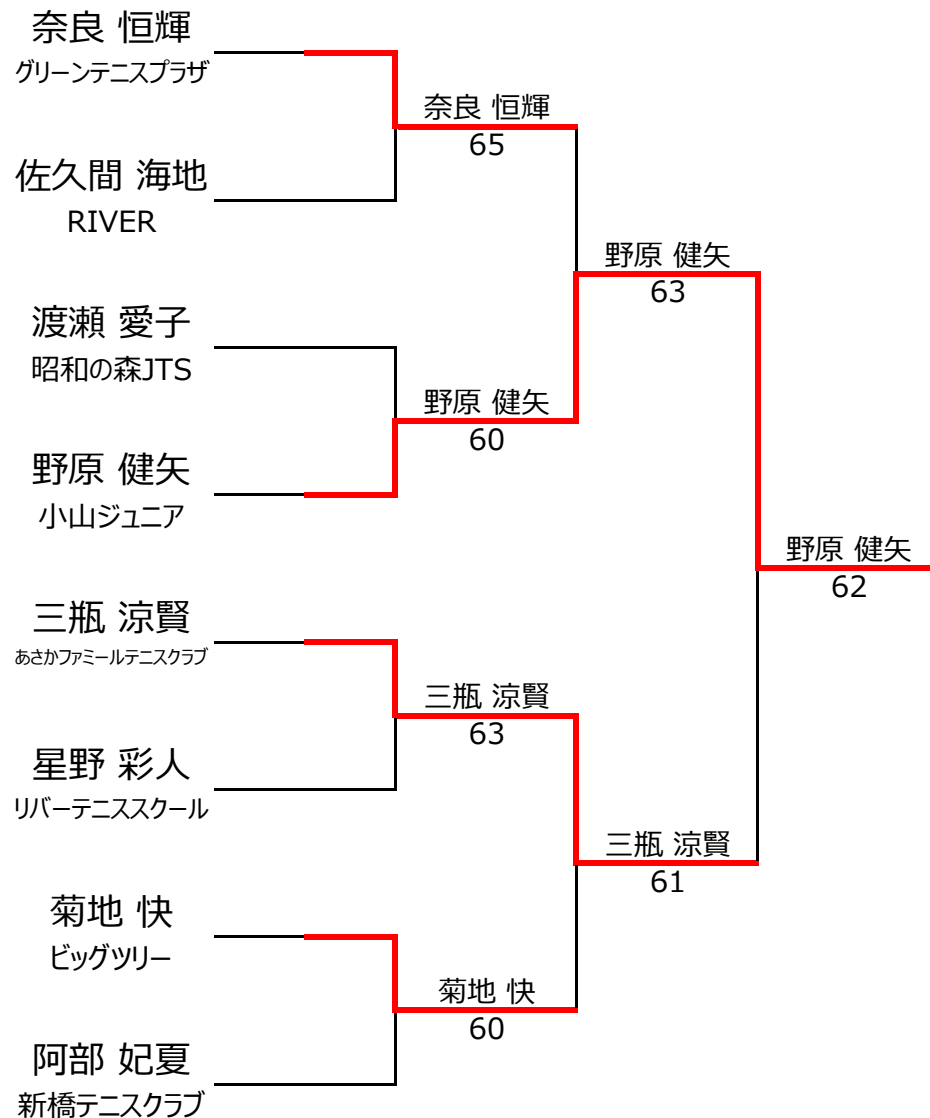 奈良 恒輝
グリーンテニスプラザ
奈良 恒輝
65
佐久間 海地
RIVER
野原 健矢
63
渡瀬 愛子
昭和の森JTS
野原 健矢
60
野原 健矢
小山ジュニア
野原 健矢
62
三瓶 涼賢
あさかファミールテニスクラブ
三瓶 涼賢
63
星野 彩人
リバーテニススクール
三瓶 涼賢
61
菊地 快
ビッグツリー
菊地 快
60
阿部 妃夏
新橋テニスクラブ